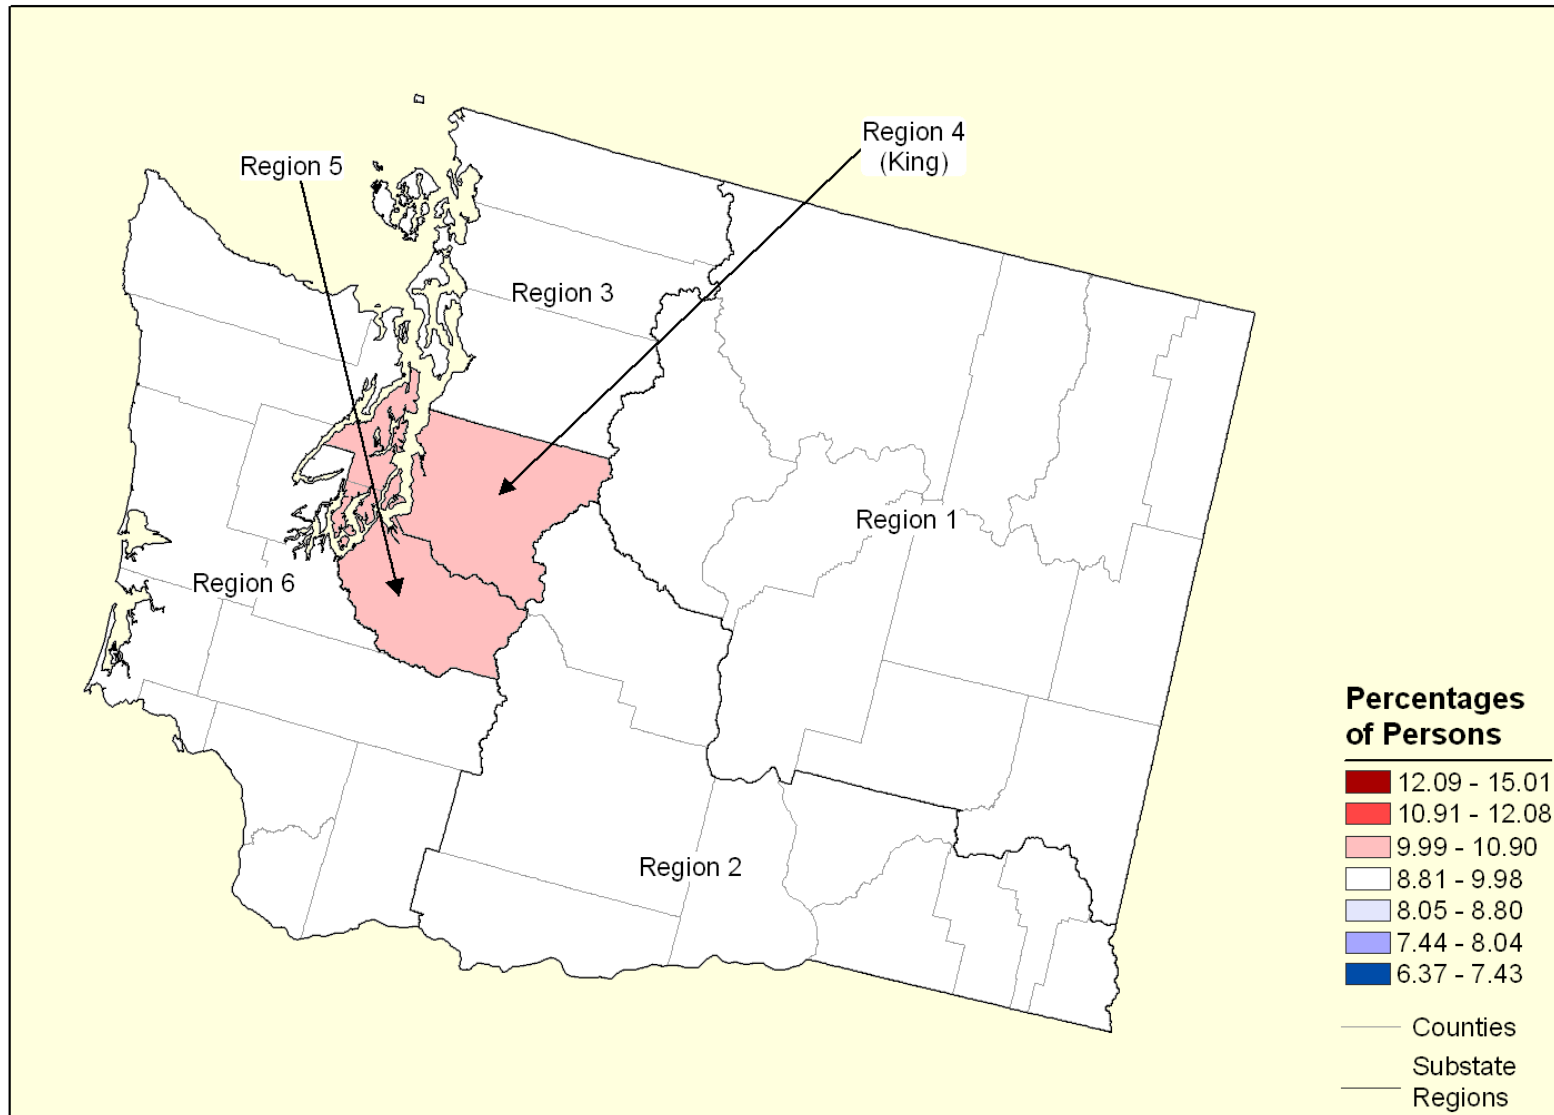 Region 4
(King)
Region 5
Region 3
Region 1
Region 6
Region 2
Percentages
of Persons
12.09 - 15.01
10.91 - 12.08
9.99 - 10.90
8.81 - 9.98
8.05 - 8.80
7.44 - 8.04
6.37 - 7.43
Counties
Substate
Regions